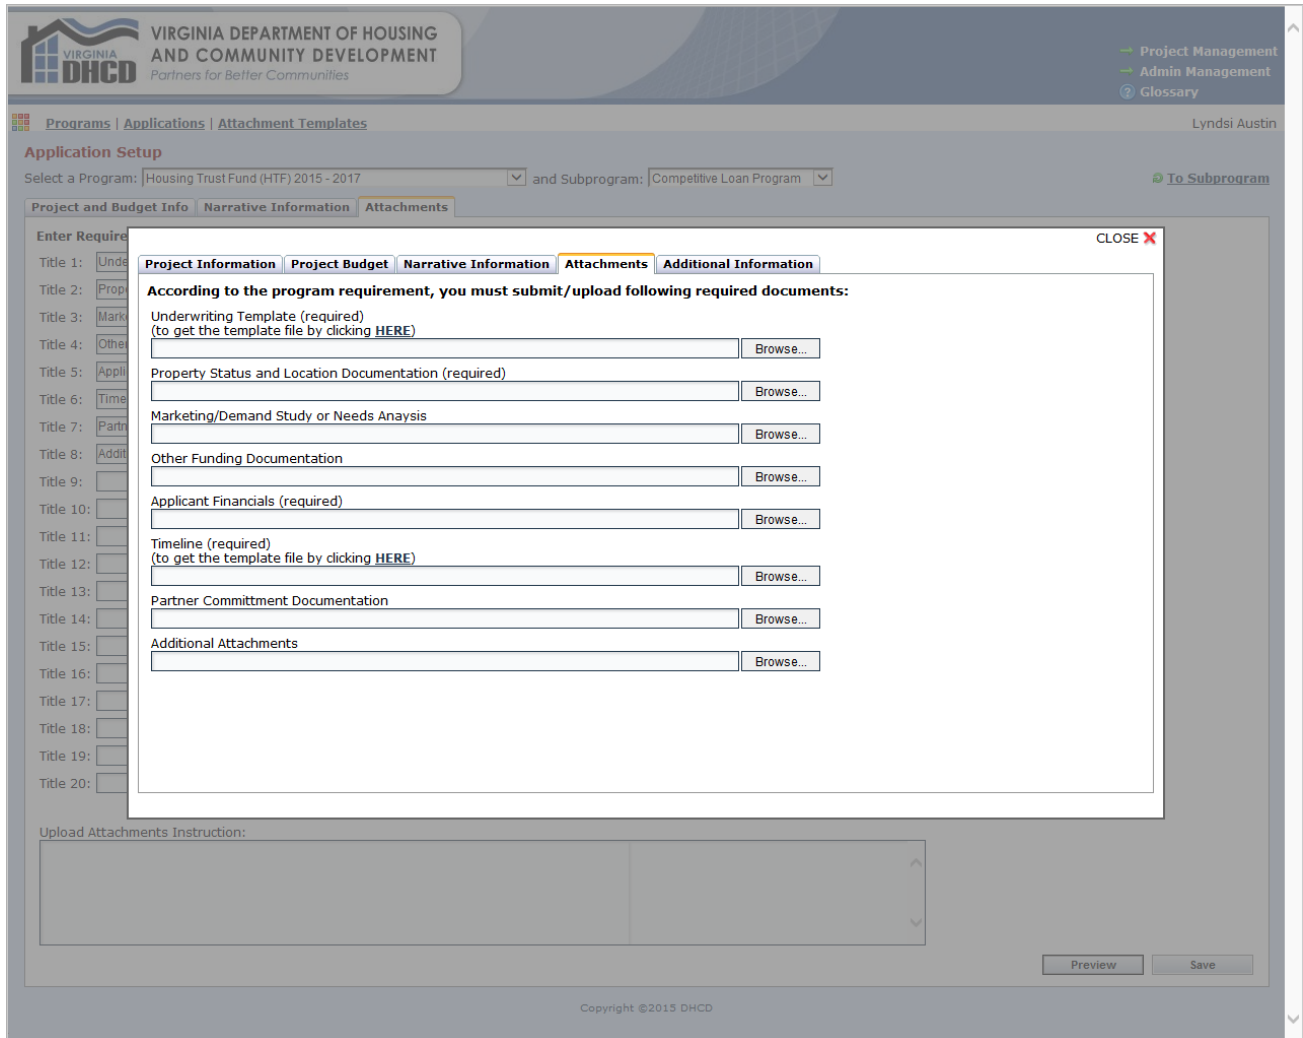 VIRGINIA DEPARTMENT OF HOUSING
AND COMMUNITY DEVELOPMENT
Partners for Better Communities
VIRGINIA
DHCD
Project Management
Admin Management
Glossary
Programs | Applications | Attachment Templates
Lyndsi Austin
Application Setup
Select a Program: Housing Trust Fund (HTF) 2015 - 2017 and Subprogram: Competitive Loan Program
To Subprogram
Project and Budget Info Narrative Information Attachments
Enter Require
Title 1: Unde
Title 2: Prope
Title 3: Mark
Title 4: Other
Title 5: Appli
Title 6: Time
Title 7: Partn
Title 8: Addit
Title 9:
Title 10:
Title 11:
Title 12:
Title 13:
Title 14:
Title 15:
Title 16:
Title 17:
Title 18:
Title 19:
Title 20:
CLOSE
Project Information Project Budget Narrative Information Attachments Additional Information
According to the program requirement, you must submit/upload following required documents:
Underwriting Template (required)
(to get the template file by clicking HERE)
Browse...
Property Status and Location Documentation (required)
Browse...
Marketing/Demand Study or Needs Anaysis
Browse...
Other Funding Documentation
Browse...
Applicant Financials (required)
Browse...
Timeline (required)
(to get the template file by clicking HERE)
Browse...
Partner Committment Documentation
Browse...
Additional Attachments
Browse...
Upload Attachments Instruction:
Preview Save
Copyright ©2015 DHCD